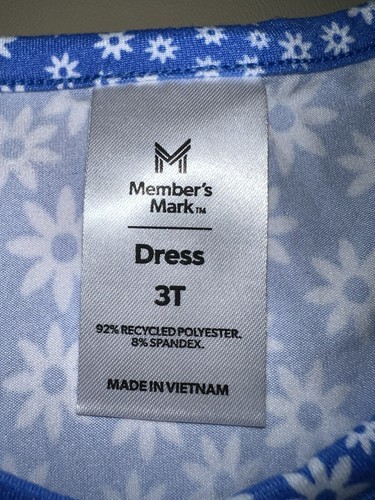 Member's
Mark™
Dress
3T
92% RECYCLED POLYESTER.
8% SPANDEX.
MADE IN VIETNAM